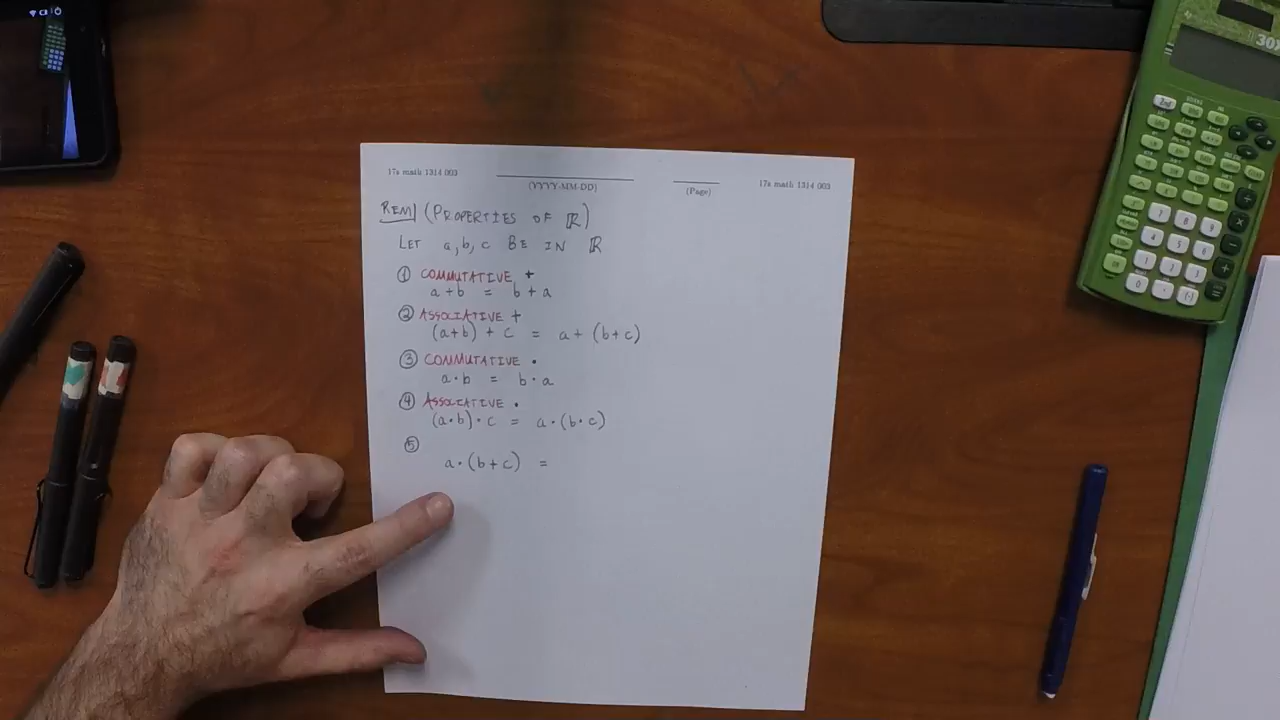 17s math 1314 003
(YYYY-MM-DD)
(Page)
17s math 1314 003
REM] (PROPERTIES OF ℝ)
LET a, b, c BE IN ℝ
① COMMUTATIVE +
a + b = b + a
② ASSOCIATIVE +
(a+b) + c = a + (b+c)
③ COMMUTATIVE •
a • b = b • a
④ ASSOCIATIVE •
(a • b) • c = a • (b • c)
⑤
a • (b + c) =